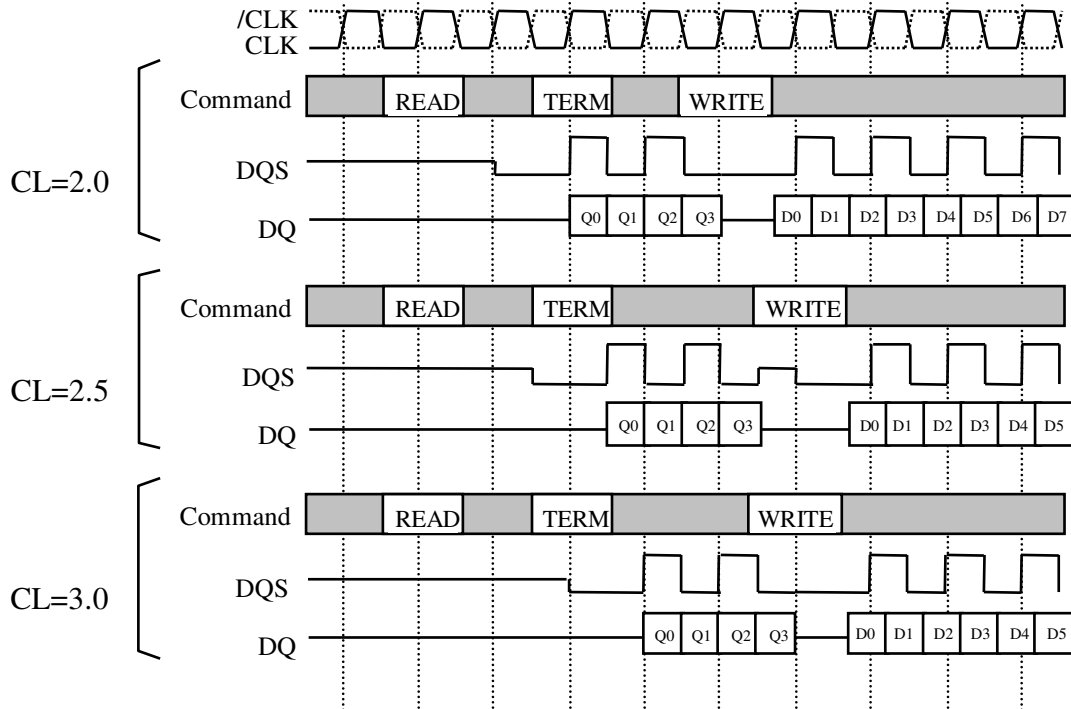 /CLK
CLK
CL=2.0
Command READ TERM WRITE
DQS
DQ Q0 Q1 Q2 Q3 D0 D1 D2 D3 D4 D5 D6 D7
CL=2.5
Command READ TERM WRITE
DQS
DQ Q0 Q1 Q2 Q3 D0 D1 D2 D3 D4 D5
CL=3.0
Command READ TERM WRITE
DQS
DQ Q0 Q1 Q2 Q3 D0 D1 D2 D3 D4 D5